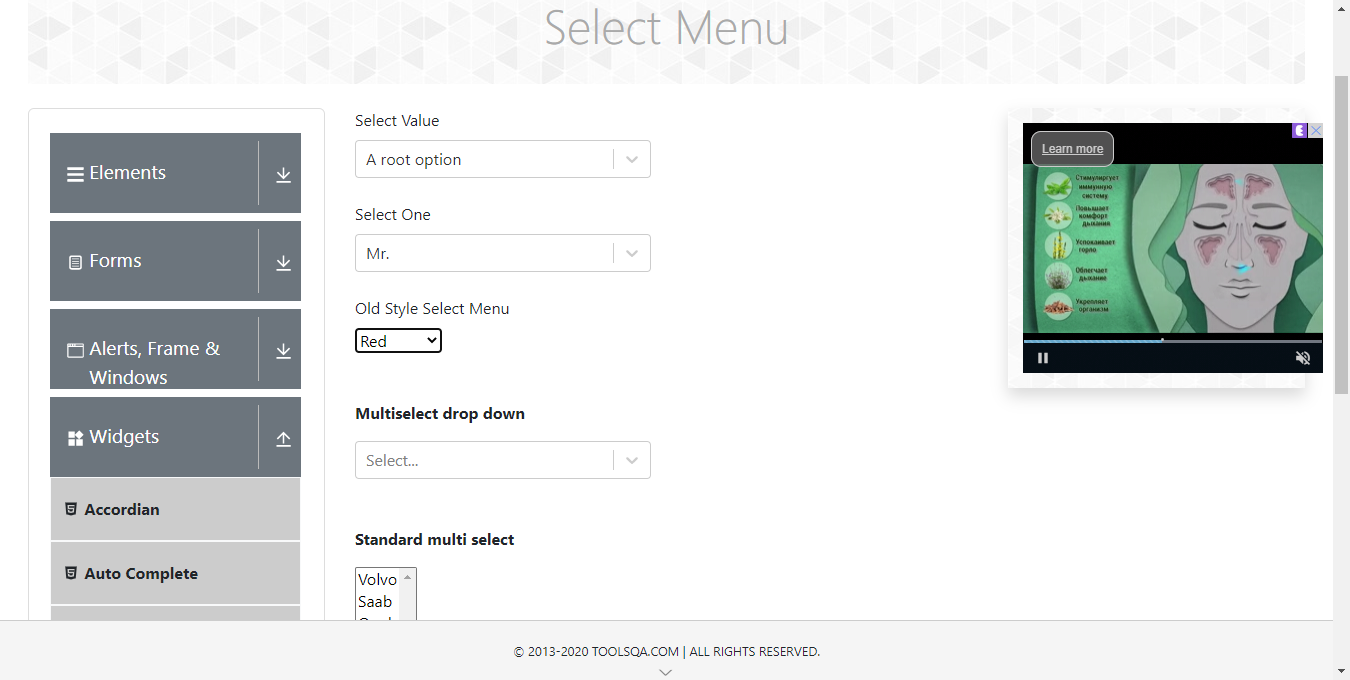 Select Menu
Elements
Forms
Alerts, Frame &
Windows
Widgets
Accordian
Auto Complete
Select Value
A root option
Select One
Mr.
Old Style Select Menu
Red
Multiselect drop down
Select...
Standard multi select
Volvo
Saab
Learn more
Стимулирует
иммунную
систему
Повышает
комфорт
дыхания
Успокаивает
горло
Облегчает
дыхание
Укрепляет
организм
© 2013-2020 TOOLSQA.COM | ALL RIGHTS RESERVED.